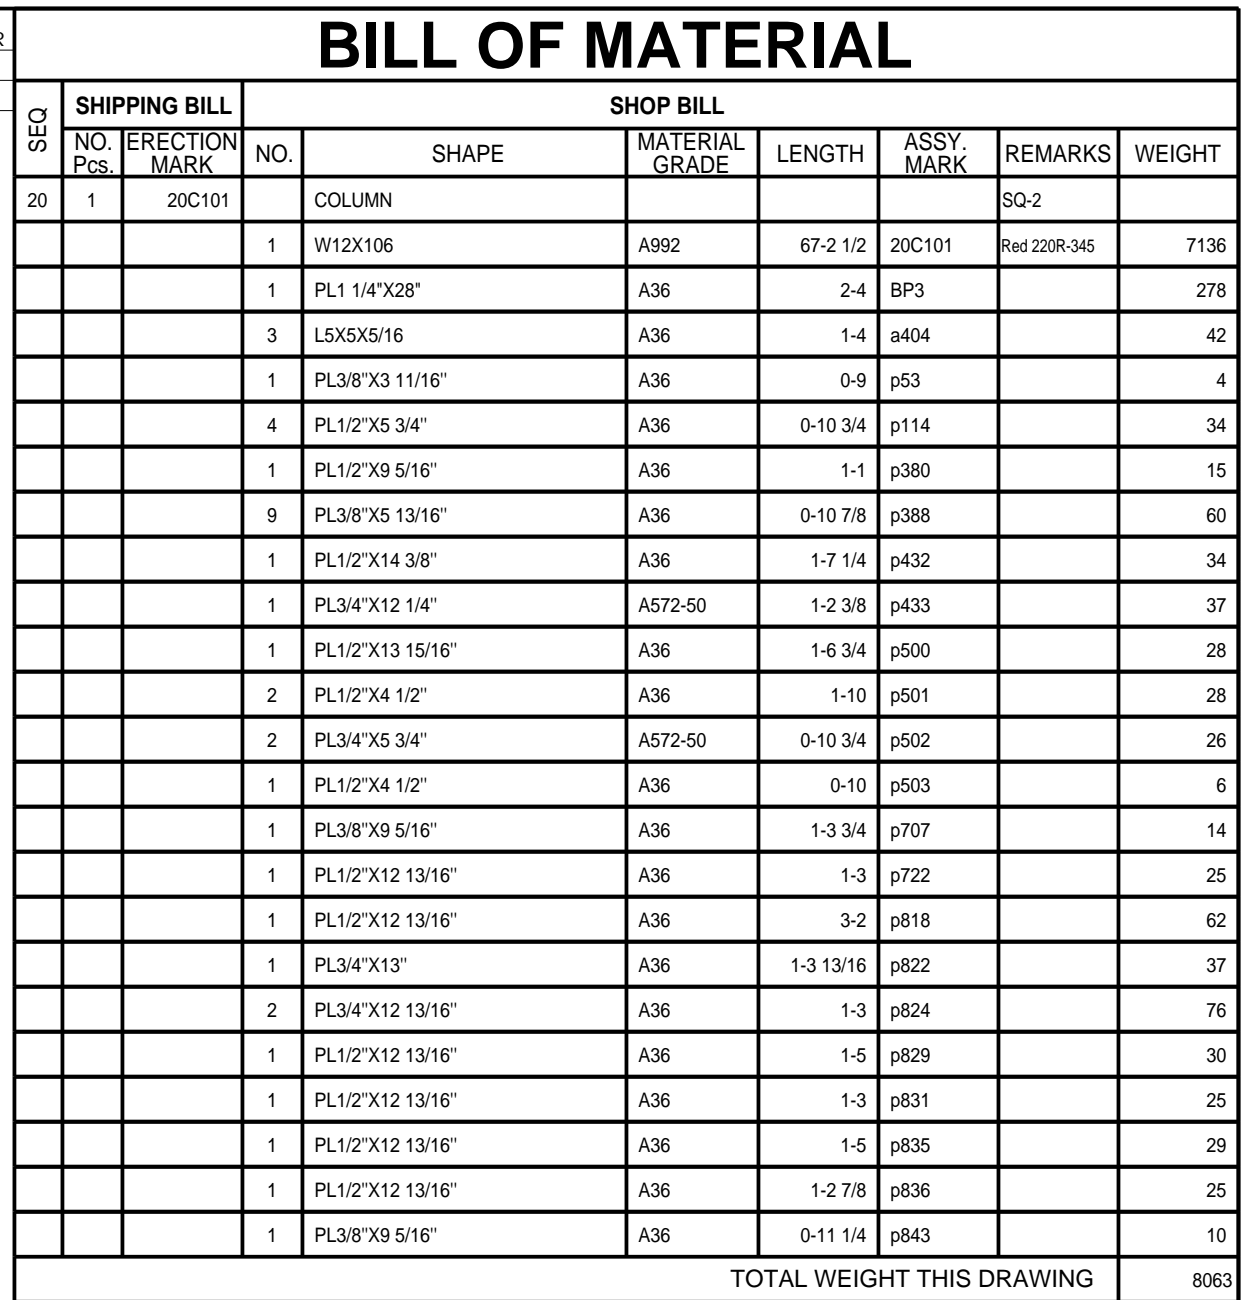 R
BILL OF MATERIAL
SEQ SHIPPING BILL SHOP BILL
NO. Pcs. ERECTION MARK NO. SHAPE MATERIAL GRADE LENGTH ASSY. MARK REMARKS WEIGHT
20 1 20C101 COLUMN SQ-2
1 W12X106 A992 67-2 1/2 20C101 Red 220R-345 7136
1 PL1 1/4"X28" A36 2-4 BP3 278
3 L5X5X5/16 A36 1-4 a404 42
1 PL3/8"X3 11/16" A36 0-9 p53 4
4 PL1/2"X5 3/4" A36 0-10 3/4 p114 34
1 PL1/2"X9 5/16" A36 1-1 p380 15
9 PL3/8"X5 13/16" A36 0-10 7/8 p388 60
1 PL1/2"X14 3/8" A36 1-7 1/4 p432 34
1 PL3/4"X12 1/4" A572-50 1-2 3/8 p433 37
1 PL1/2"X13 15/16" A36 1-6 3/4 p500 28
2 PL1/2"X4 1/2" A36 1-10 p501 28
2 PL3/4"X5 3/4" A572-50 0-10 3/4 p502 26
1 PL1/2"X4 1/2" A36 0-10 p503 6
1 PL3/8"X9 5/16" A36 1-3 3/4 p707 14
1 PL1/2"X12 13/16" A36 1-3 p722 25
1 PL1/2"X12 13/16" A36 3-2 p818 62
1 PL3/4"X13" A36 1-3 13/16 p822 37
2 PL3/4"X12 13/16" A36 1-3 p824 76
1 PL1/2"X12 13/16" A36 1-5 p829 30
1 PL1/2"X12 13/16" A36 1-3 p831 25
1 PL1/2"X12 13/16" A36 1-5 p835 29
1 PL1/2"X12 13/16" A36 1-2 7/8 p836 25
1 PL3/8"X9 5/16" A36 0-11 1/4 p843 10
TOTAL WEIGHT THIS DRAWING 8063